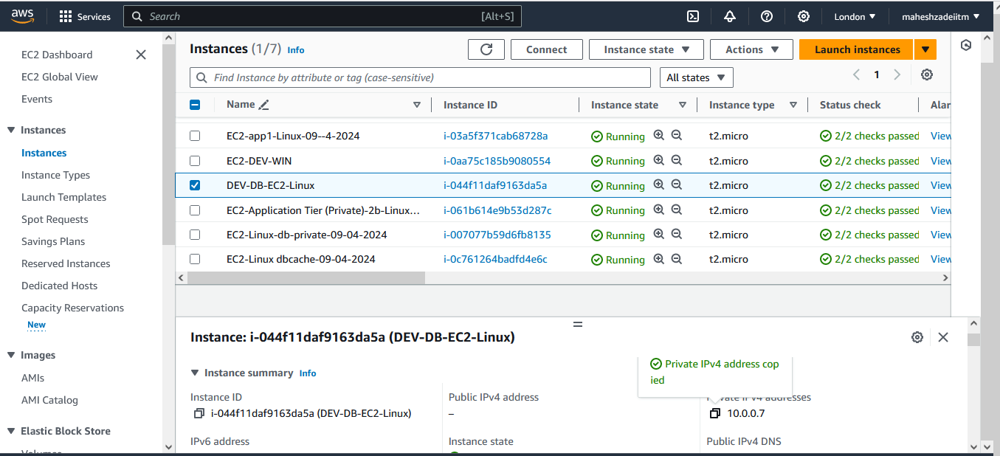 aws Services Search [Alt+S] London maheshzadeiitm
EC2 Dashboard
EC2 Global View
Events
Instances
Instances
Instance Types
Launch Templates
Spot Requests
Savings Plans
Reserved Instances
Dedicated Hosts
Capacity Reservations
New
Images
AMIs
AMI Catalog
Elastic Block Store
Volumes
Instances (1/7) Info Connect Instance state Actions Launch instances
Find Instance by attribute or tag (case-sensitive) All states 1
Name Instance ID Instance state Instance type Status check Alar
EC2-app1-Linux-09--4-2024 i-03a5f371cab68728a Running t2.micro 2/2 checks passed View
EC2-DEV-WIN i-0aa75c185b9080554 Running t2.micro 2/2 checks passed View
DEV-DB-EC2-Linux i-044f11daf9163da5a Running t2.micro 2/2 checks passed View
EC2-Application Tier (Private)-2b-Linux... i-061b614e9b53d287c Running t2.micro 2/2 checks passed View
EC2-Linux-db-private-09-04-2024 i-007077b59d6fb8135 Running t2.micro 2/2 checks passed View
EC2-Linux dbcache-09-04-2024 i-0c761264badfd4e6c Running t2.micro 2/2 checks passed View
Instance: i-044f11daf9163da5a (DEV-DB-EC2-Linux)
Private IPv4 address cop
ied
Instance summary Info
Instance ID Public IPv4 address Private IPv4 addresses
i-044f11daf9163da5a (DEV-DB-EC2-Linux) – 10.0.0.7
IPv6 address Instance state Public IPv4 DNS